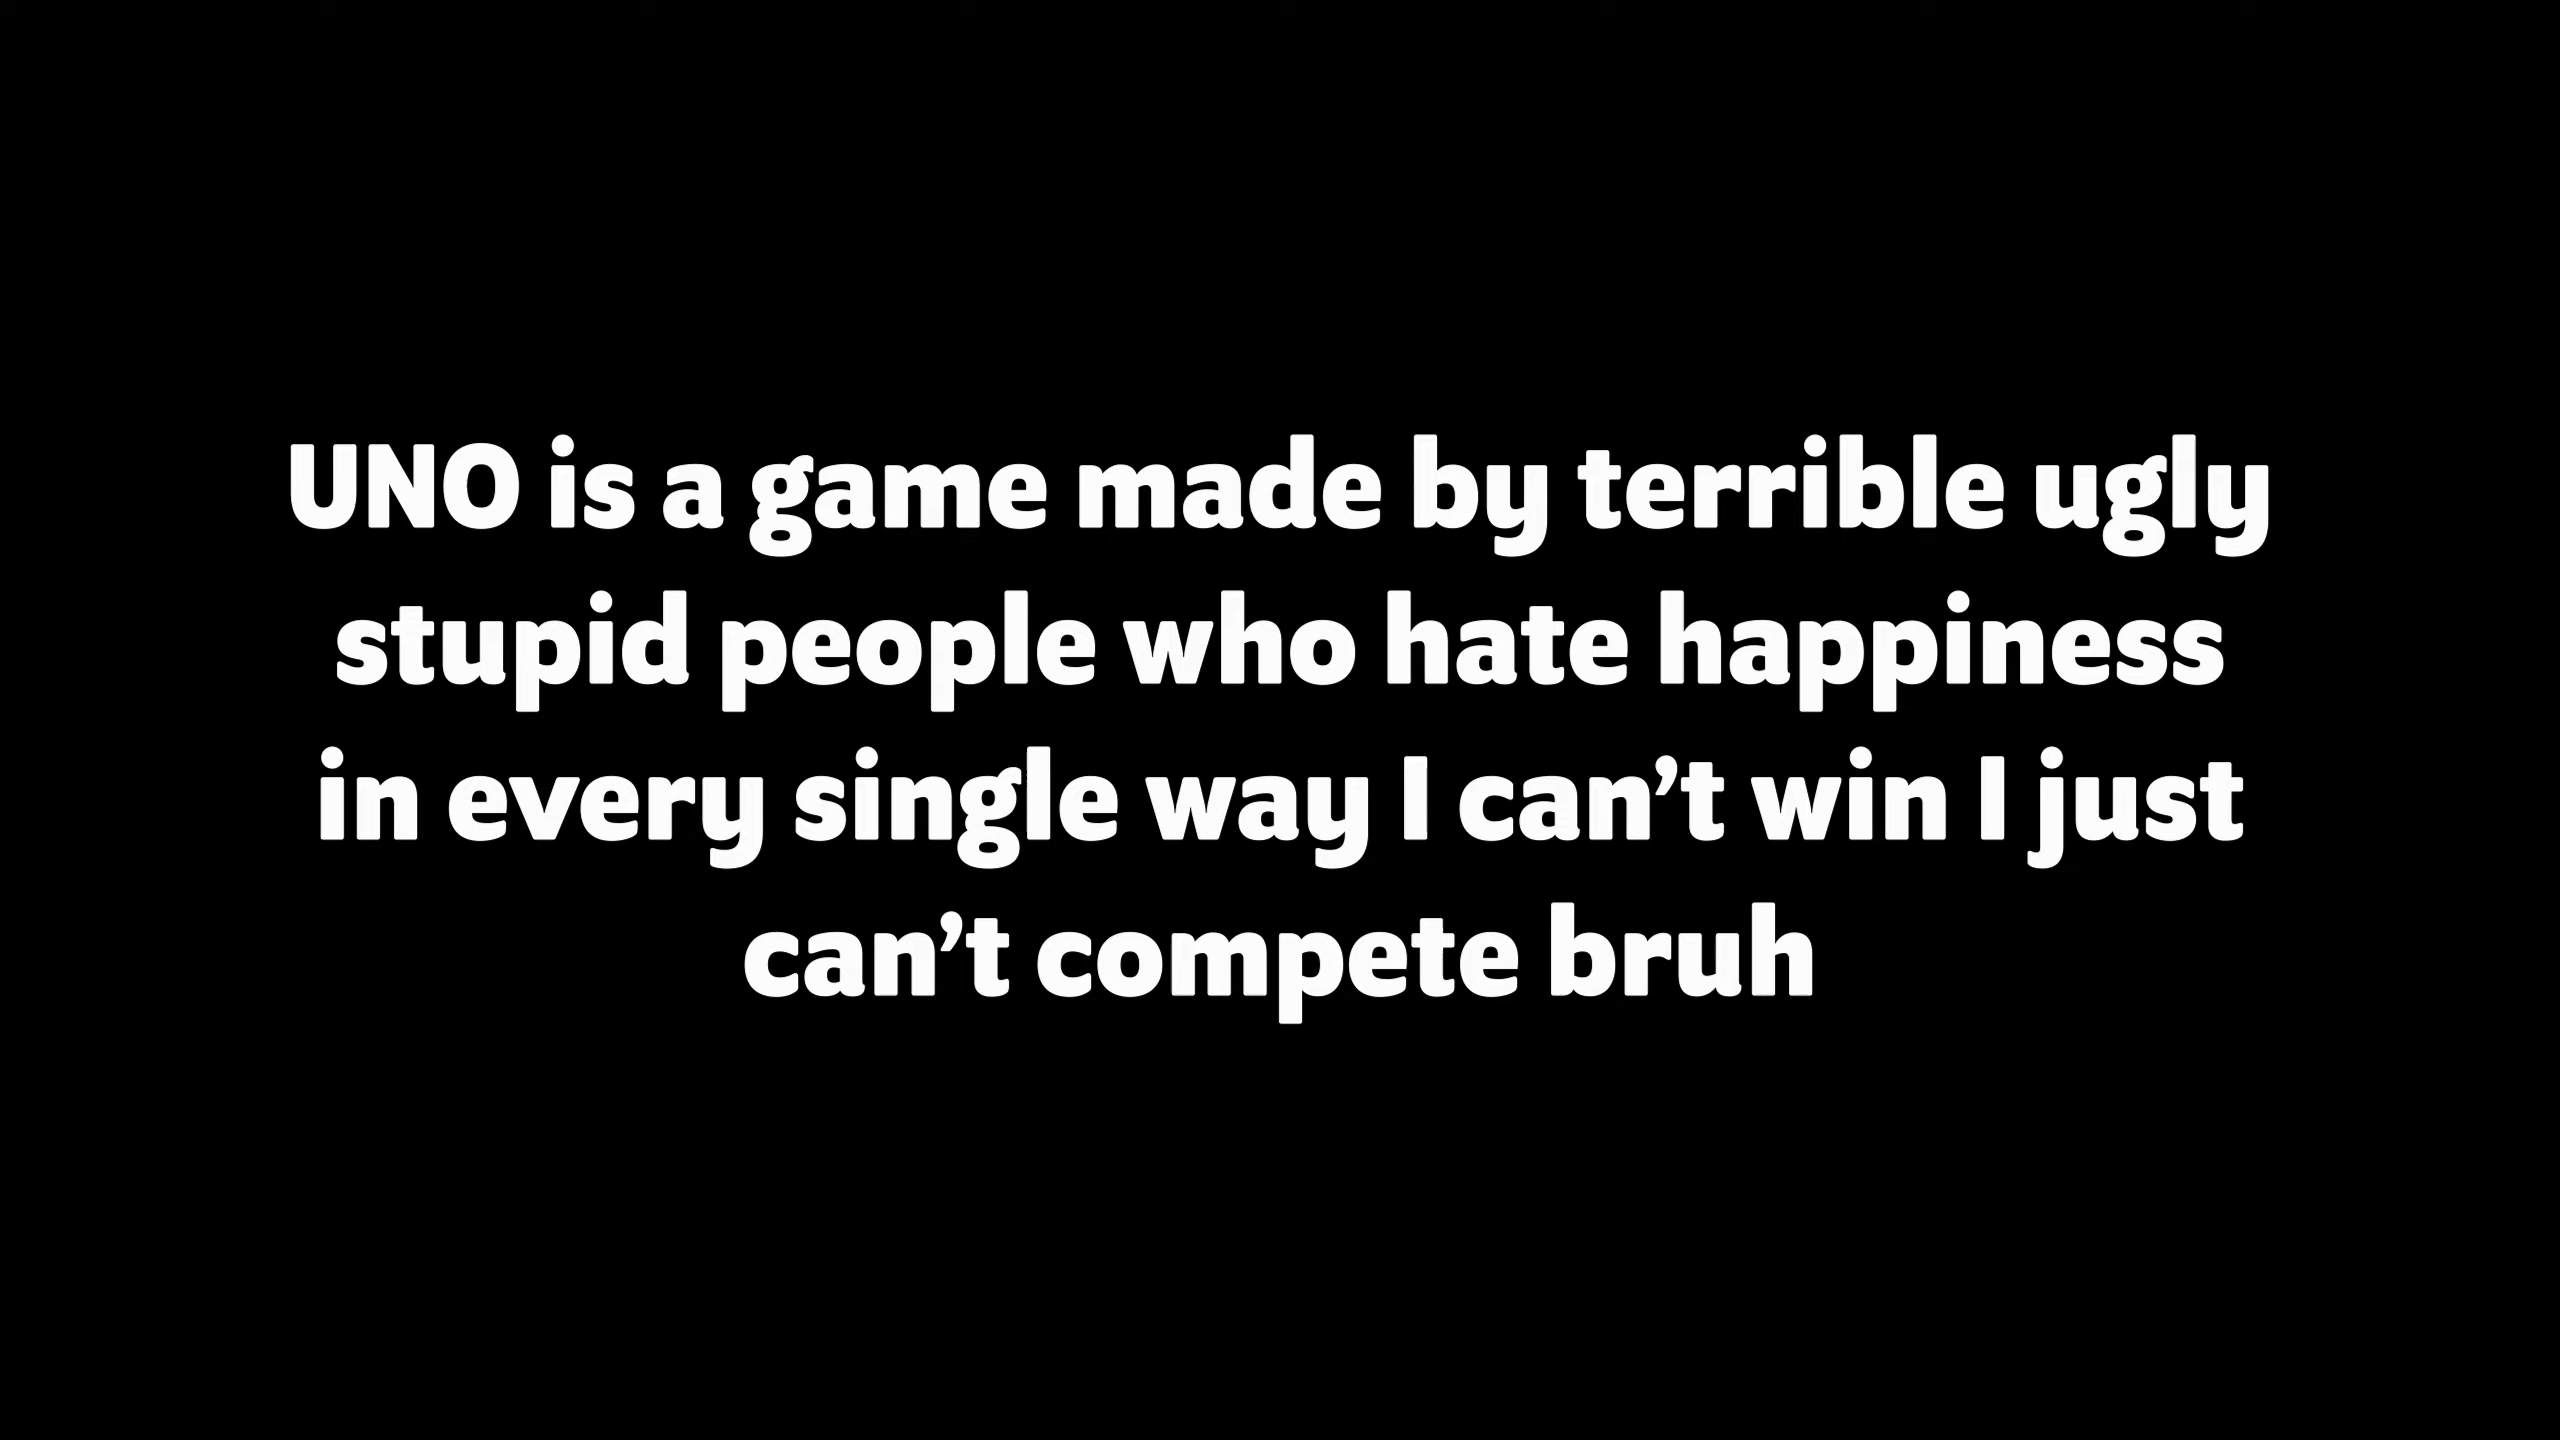 UNO is a game made by terrible ugly
stupid people who hate happiness
in every single way I can’t win I just
can’t compete bruh